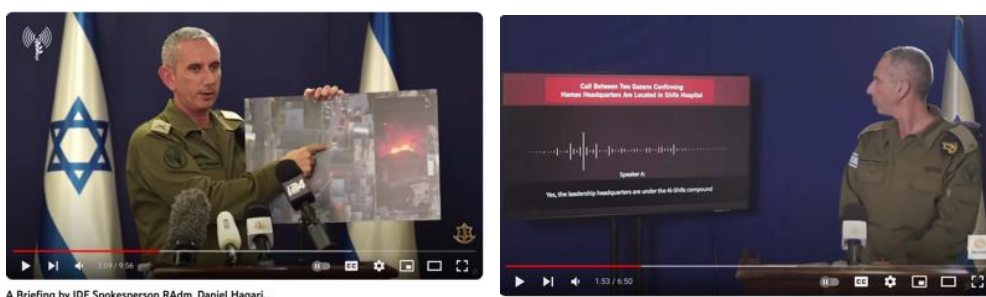 i24
2:09 / 9:56
CC
A Briefing by IDF Spokesperson RAdm. Daniel Hagari...
Call Between Two Gazans Confirming
Hamas Headquarters Are Located in Shifa Hospital
Speaker A:
Yes, the leadership headquarters are under the Al-Shifa compound
1:53 / 6:50
CC